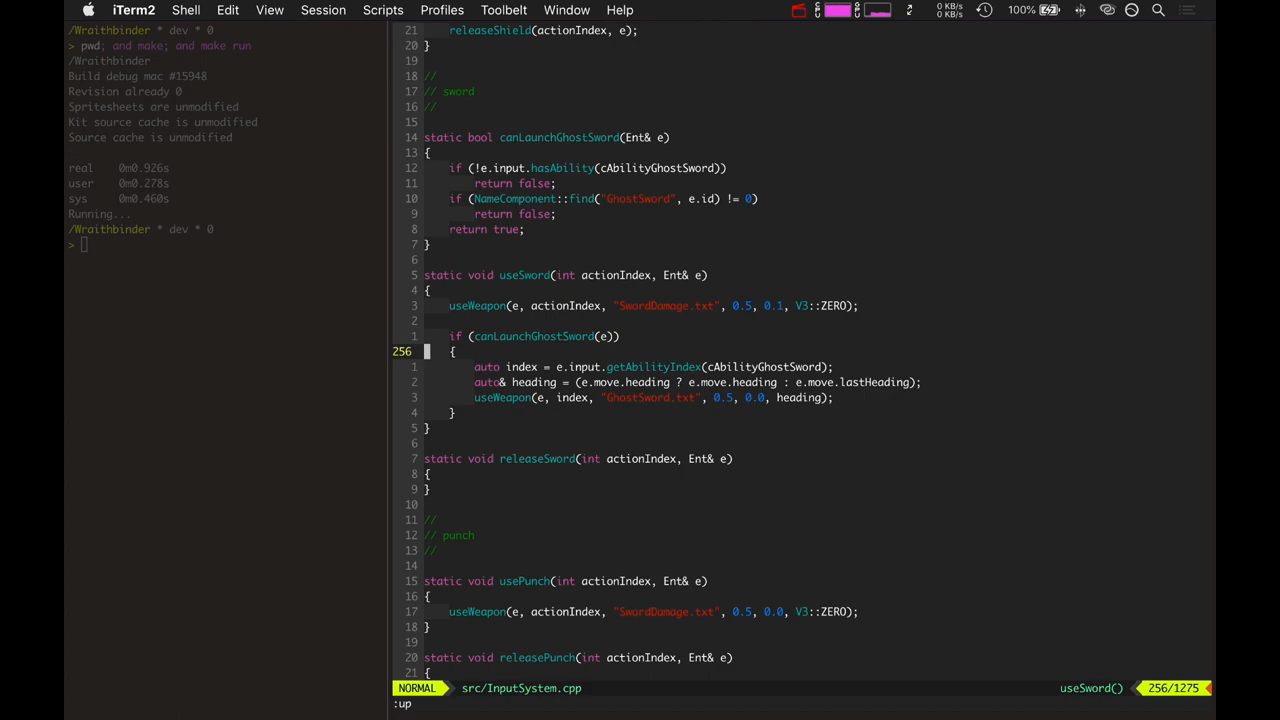 iTerm2 Shell Edit View Session Scripts Profiles Toolbelt Window Help 0 KB/s 0 KB/s 100%
/Wraithbinder * dev * 0
> pwd; and make; and make run
/Wraithbinder
Build debug mac #15948
Revision already 0
Spritesheets are unmodified
Kit source cache is unmodified
Source cache is unmodified
real 0m0.926s
user 0m0.278s
sys 0m0.460s
Running...
/Wraithbinder * dev * 0
>
21 releaseShield(actionIndex, e);
20 }
19
18 //
17 // sword
16 //
15
14 static bool canLaunchGhostSword(Ent& e)
13 {
12 if (!e.input.hasAbility(cAbilityGhostSword))
11 return false;
10 if (NameComponent::find("GhostSword", e.id) != 0)
9 return false;
8 return true;
7 }
6
5 static void useSword(int actionIndex, Ent& e)
4 {
3 useWeapon(e, actionIndex, "SwordDamage.txt", 0.5, 0.1, V3::ZERO);
2
1 if (canLaunchGhostSword(e))
256 {
1 auto index = e.input.getAbilityIndex(cAbilityGhostSword);
2 auto& heading = (e.move.heading ? e.move.heading : e.move.lastHeading);
3 useWeapon(e, index, "GhostSword.txt", 0.5, 0.0, heading);
4 }
5 }
6
7 static void releaseSword(int actionIndex, Ent& e)
8 {
9 }
10
11 //
12 // punch
13 //
14
15 static void usePunch(int actionIndex, Ent& e)
16 {
17 useWeapon(e, actionIndex, "SwordDamage.txt", 0.5, 0.0, V3::ZERO);
18 }
19
20 static void releasePunch(int actionIndex, Ent& e)
21 {
NORMAL src/InputSystem.cpp useSword() 256/1275
:up